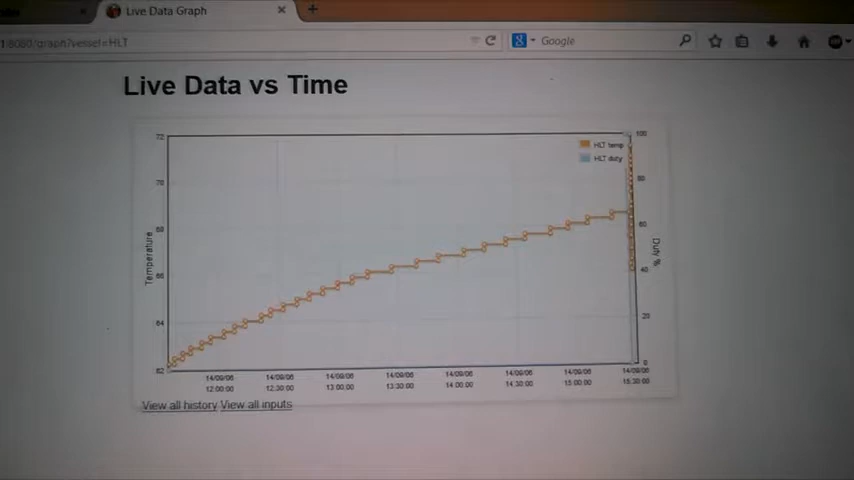 Live Data Graph
8080/graph?vessel=HLT
Google
Live Data vs Time
HLT temp
HLT duty
Temperature
Duty %
72
70
68
66
64
62
100
80
60
40
20
0
14/09/06 12:00:00
14/09/06 12:30:00
14/09/06 13:00:00
14/09/06 13:30:00
14/09/06 14:00:00
14/09/06 14:30:00
14/09/06 15:00:00
14/09/06 15:30:00
View all history View all inputs